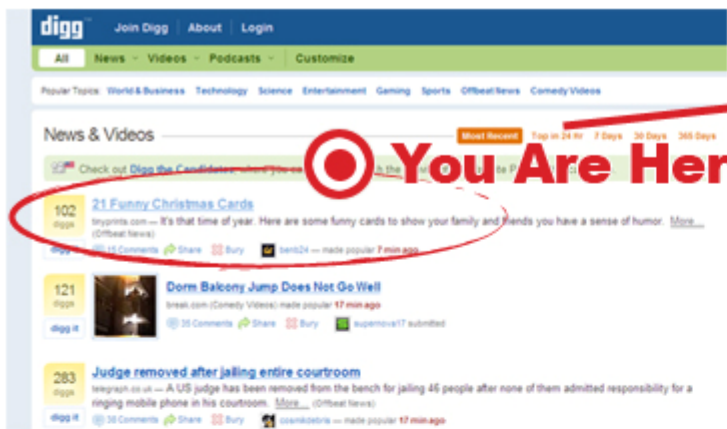 digg Join Digg About Login
All News Videos Podcasts Customize
Popular Topics: World & Business Technology Science Entertainment Gaming Sports Offbeat News Comedy Videos
News & Videos Most Recent Top in 24 Hr 7 Days 30 Days 365 Days
Check out Digg the Candidates, where you ca h the
You Are Her
102 diggs
21 Funny Christmas Cards
tinyprints.com — It's that time of year. Here are some funny cards to show your family and friends you have a sense of humor. More...
(Offbeat News)
digg it 15 Comments Share Bury benb24 — made popular 7 min ago
121 diggs
Dorm Balcony Jump Does Not Go Well
break.com (Comedy Videos) made popular 17 min ago
digg it 35 Comments Share Bury supernova17 submitted
283 diggs
Judge removed after jailing entire courtroom
telegraph.co.uk — A US judge has been removed from the bench for jailing 46 people after none of them admitted responsibility for a
ringing mobile phone in his courtroom. More... (Offbeat News)
digg it 38 Comments Share Bury cosmikdebris — made popular 17 min ago